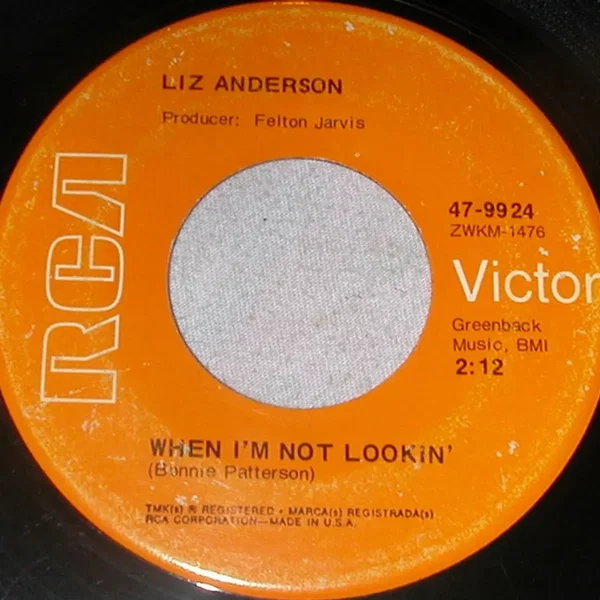 LIZ ANDERSON
Producer: Felton Jarvis
RCA
47-9924
ZWKM-1476
Victor
Greenback
Music, BMI
2:12
WHEN I'M NOT LOOKIN'
(Bonnie Patterson)
TMK(s) ® REGISTERED • MARCA(s) REGISTRADA(s)
RCA CORPORATION—MADE IN U.S.A.